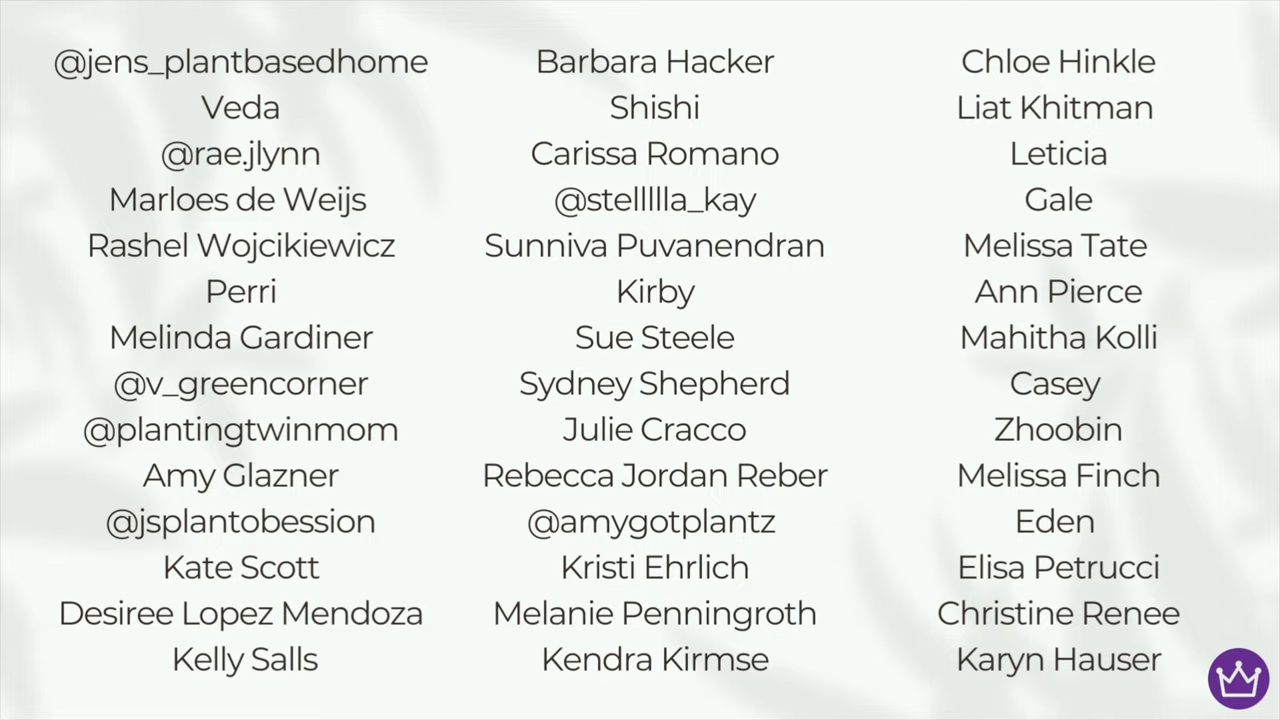 @jens_plantbasedhome
Veda
@rae.jlynn
Marloes de Weijs
Rashel Wojcikiewicz
Perri
Melinda Gardiner
@v_greencorner
@plantingtwinmom
Amy Glazner
@jsplantobession
Kate Scott
Desiree Lopez Mendoza
Kelly Salls
Barbara Hacker
Shishi
Carissa Romano
@stelllllla_kay
Sunniva Puvanendran
Kirby
Sue Steele
Sydney Shepherd
Julie Cracco
Rebecca Jordan Reber
@amygotplantz
Kristi Ehrlich
Melanie Penningroth
Kendra Kirmse
Chloe Hinkle
Liat Khitman
Leticia
Gale
Melissa Tate
Ann Pierce
Mahitha Kolli
Casey
Zhoobin
Melissa Finch
Eden
Elisa Petrucci
Christine Renee
Karyn Hauser